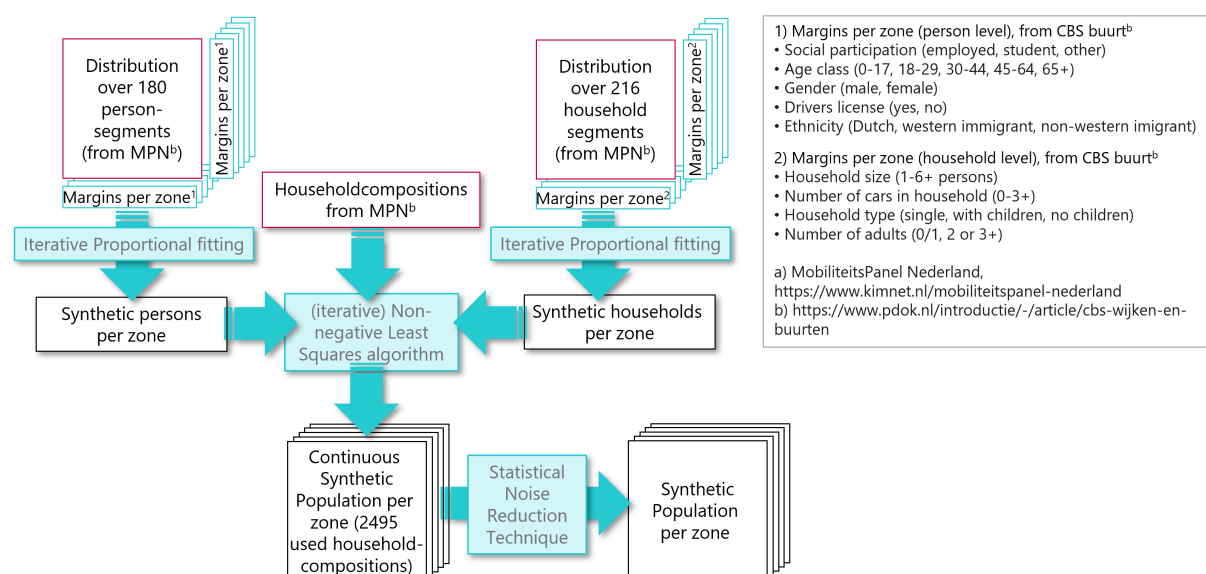 Distribution
over 180
person-
segments
(from MPNᵇ)
Margins per zone¹
Margins per zone¹
Distribution
over 216
household
segments
(from MPNᵇ)
Margins per zone²
Margins per zone²
Householdcompositions
from MPNᵇ
Iterative Proportional fitting
Iterative Proportional fitting
Synthetic persons
per zone
(iterative) Non-
negative Least
Squares algorithm
Synthetic households
per zone
Continuous
Synthetic
Population per
zone (2495
used household-
compositions)
Statistical
Noise
Reduction
Technique
Synthetic
Population
per zone
1) Margins per zone (person level), from CBS buurtᵇ
• Social participation (employed, student, other)
• Age class (0-17, 18-29, 30-44, 45-64, 65+)
• Gender (male, female)
• Drivers license (yes, no)
• Ethnicity (Dutch, western immigrant, non-western imigrant)
2) Margins per zone (household level), from CBS buurtᵇ
• Household size (1-6+ persons)
• Number of cars in household (0-3+)
• Household type (single, with children, no children)
• Number of adults (0/1, 2 or 3+)
a) MobiliteitsPanel Nederland,
https://www.kimnet.nl/mobiliteitspanel-nederland
b) https://www.pdok.nl/introductie/-/article/cbs-wijken-en-
buurten